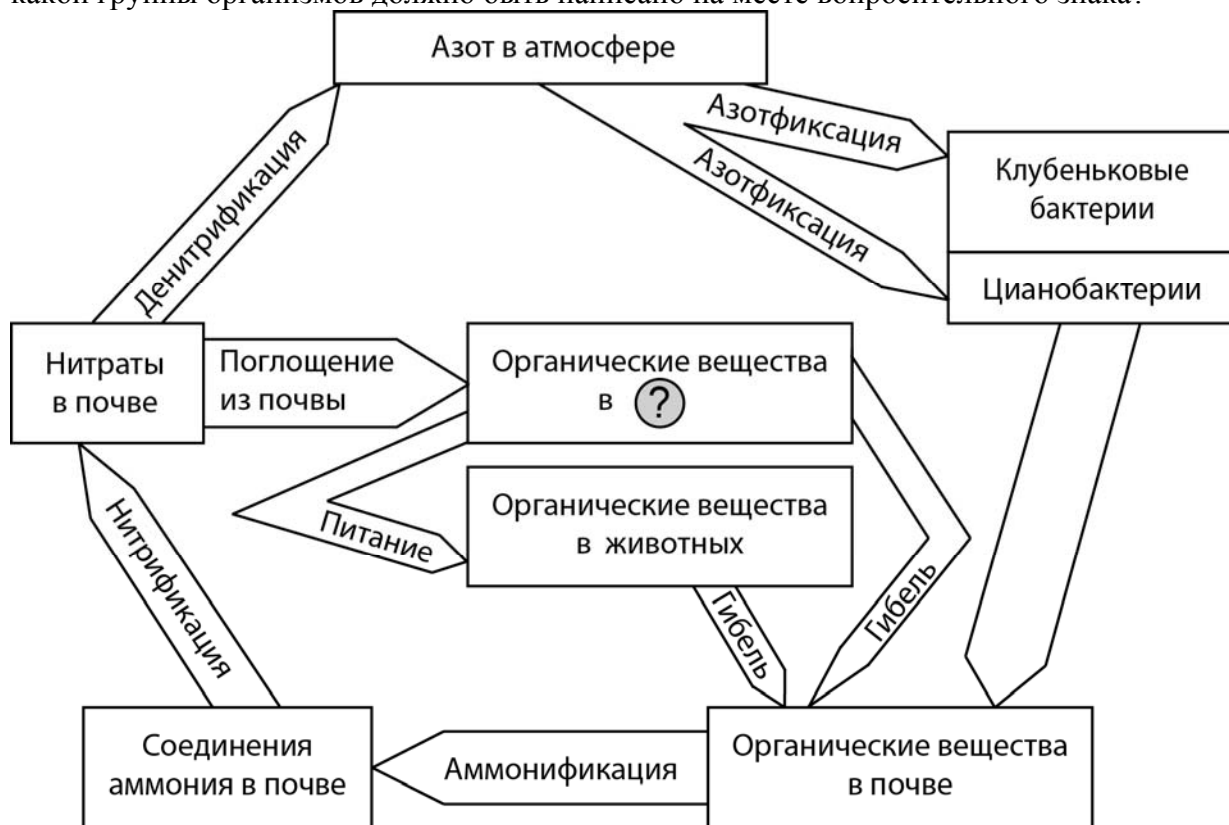 какой группы организмов должно быть написано на месте вопросительного знака?
Азот в атмосфере
Азотфиксация
Азотфиксация
Клубеньковые
бактерии
Цианобактерии
Денитрификация
Нитраты
в почве
Поглощение
из почвы
Органические вещества
в ?
Питание
Органические вещества
в животных
Гибель
Гибель
Нитрификация
Соединения
аммония в почве
Аммонификация
Органические вещества
в почве